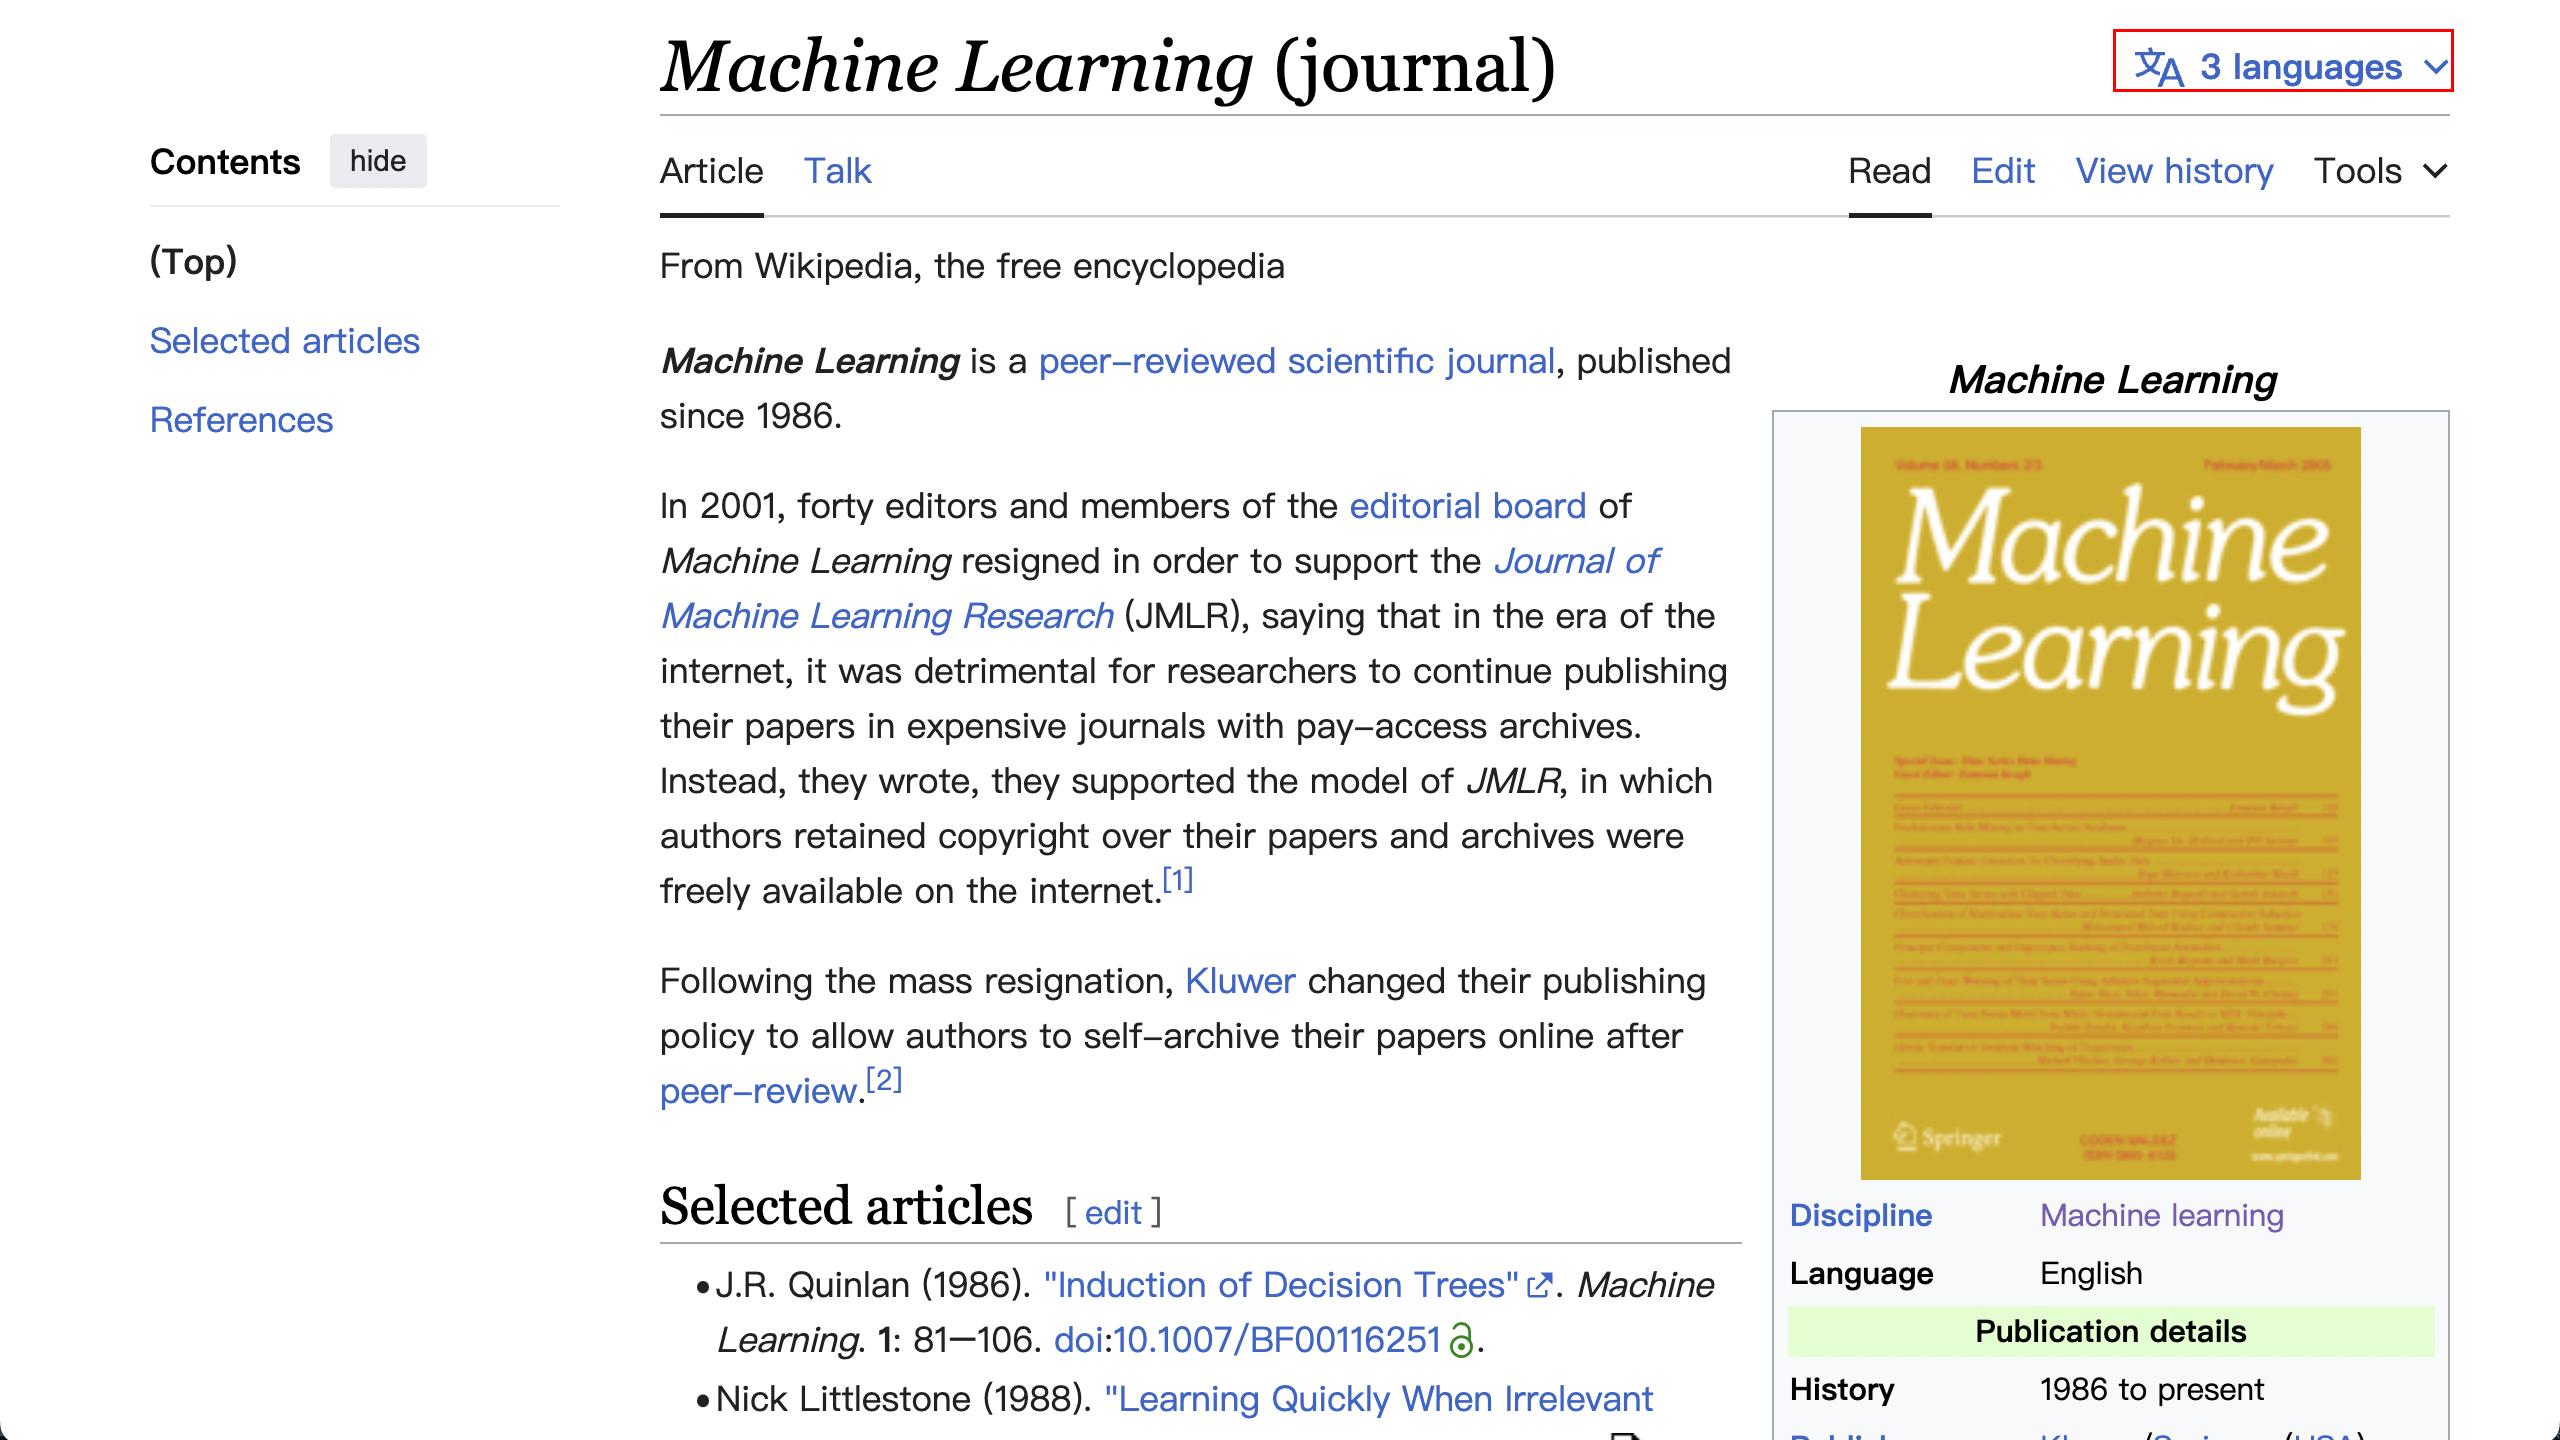 Machine Learning (journal)
文A 3 languages
Contents hide
(Top)
Selected articles
References
Article Talk
Read Edit View history Tools
From Wikipedia, the free encyclopedia
Machine Learning is a peer-reviewed scientific journal, published
since 1986.
In 2001, forty editors and members of the editorial board of
Machine Learning resigned in order to support the Journal of
Machine Learning Research (JMLR), saying that in the era of the
internet, it was detrimental for researchers to continue publishing
their papers in expensive journals with pay-access archives.
Instead, they wrote, they supported the model of JMLR, in which
authors retained copyright over their papers and archives were
freely available on the internet.[1]
Following the mass resignation, Kluwer changed their publishing
policy to allow authors to self-archive their papers online after
peer-review.[2]
Selected articles [ edit ]
• J.R. Quinlan (1986). "Induction of Decision Trees". Machine
Learning. 1: 81–106. doi:10.1007/BF00116251.
• Nick Littlestone (1988). "Learning Quickly When Irrelevant
Machine Learning
February/March 2005
Machine
Learning
Springer
Available
online
Discipline Machine learning
Language English
Publication details
History 1986 to present